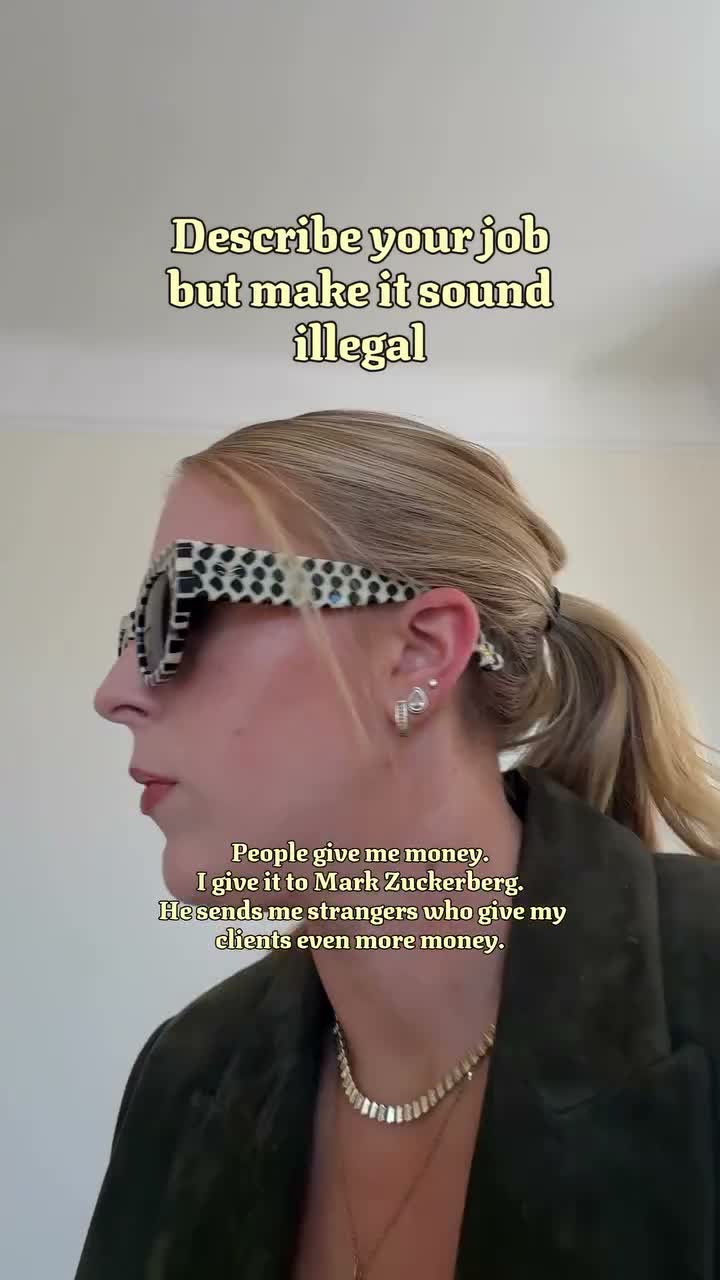 Describe your job
but make it sound
illegal
People give me money.
I give it to Mark Zuckerberg.
He sends me strangers who give my
clients even more money.